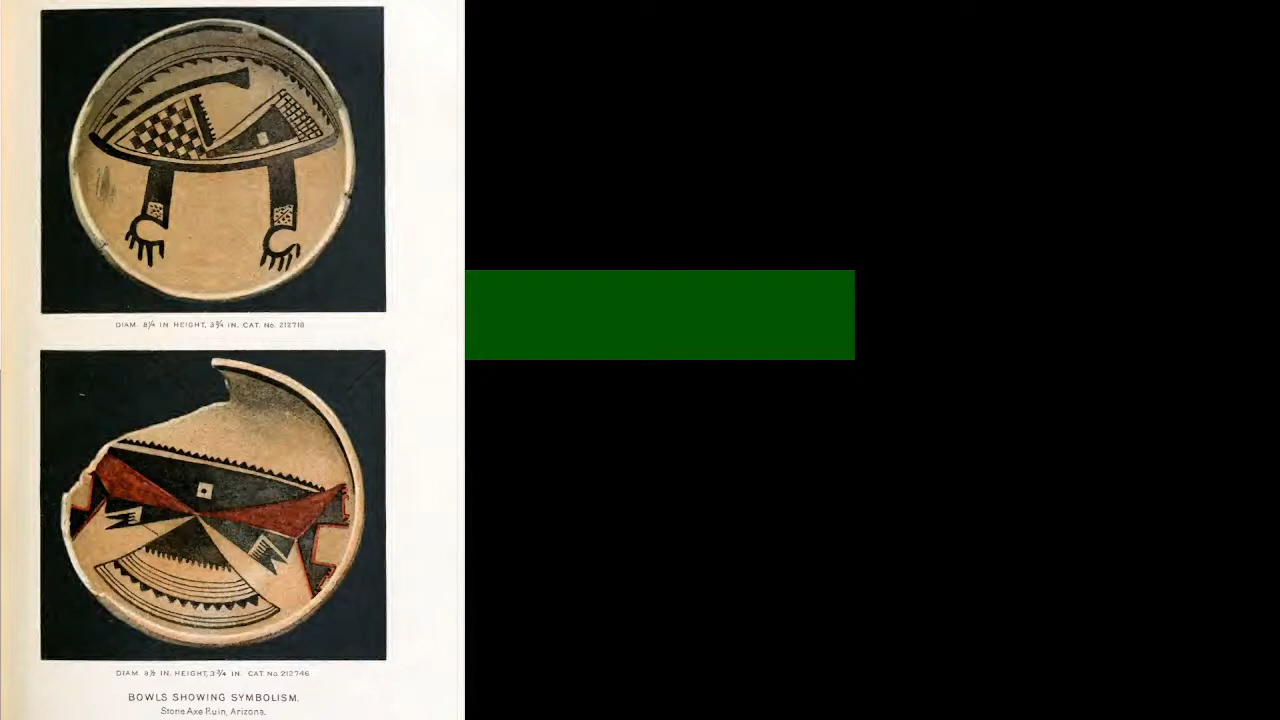 DIAM. 8¼ IN HEIGHT, 3¾ IN. CAT. No. 212718
DIAM. 8½ IN. HEIGHT, 3¾ IN. CAT. No. 212746
BOWLS SHOWING SYMBOLISM.
Stone Axe Ruin, Arizona.